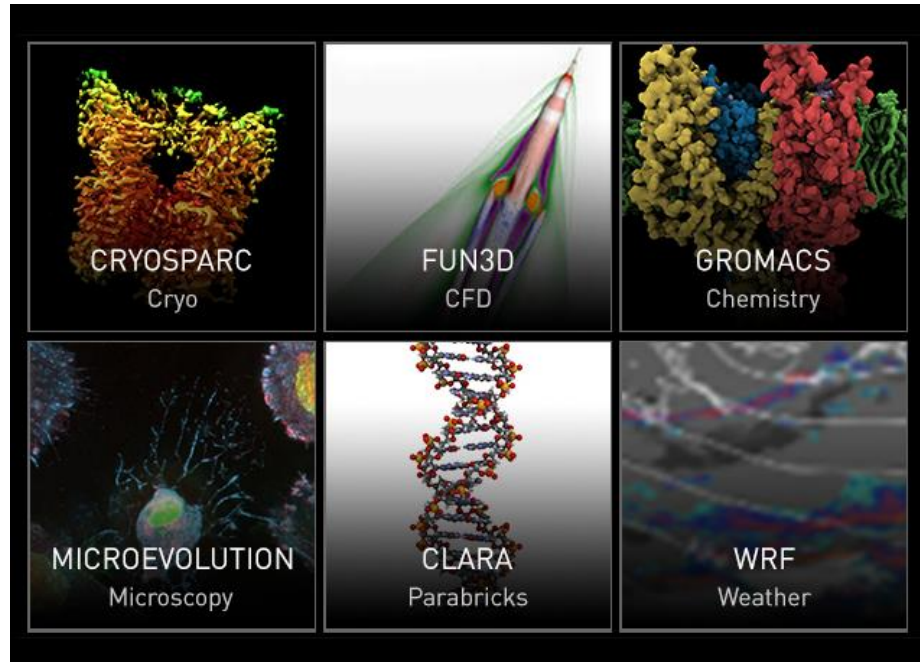 CRYOSPARC
Cryo
FUN3D
CFD
GROMACS
Chemistry
MICROEVOLUTION
Microscopy
CLARA
Parabricks
WRF
Weather